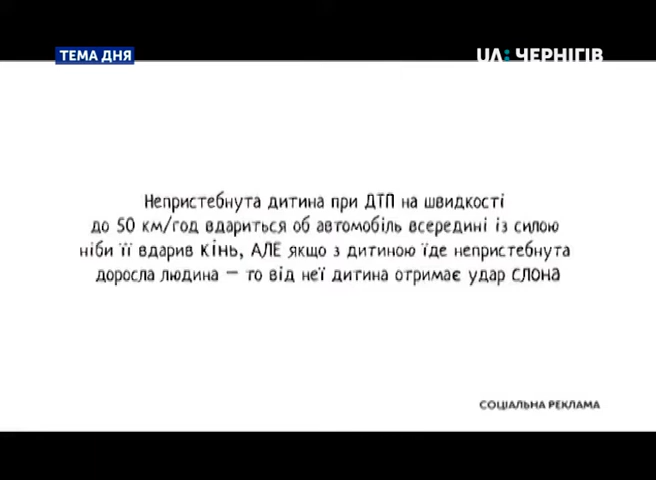 ТЕМА ДНЯ
UA: ЧЕРНІГІВ
Непристебнута дитина при ДТП на швидкості
до 50 км/год вдариться об автомобіль всередині із силою
ніби її вдарив КІНЬ, АЛЕ якщо з дитиною їде непристебнута
доросла людина – то від неї дитина отримає удар СЛОНА
СОЦІАЛЬНА РЕКЛАМА